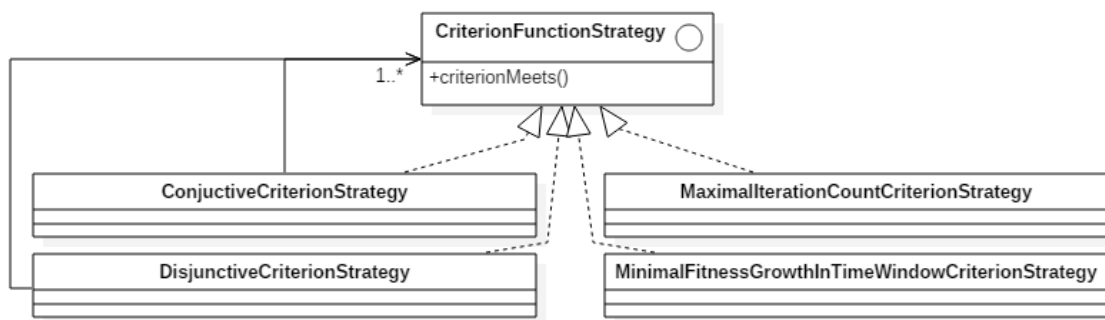 CriterionFunctionStrategy
1..*
+criterionMeets()
ConjuctiveCriterionStrategy
MaximalIterationCountCriterionStrategy
DisjunctiveCriterionStrategy
MinimalFitnessGrowthInTimeWindowCriterionStrategy